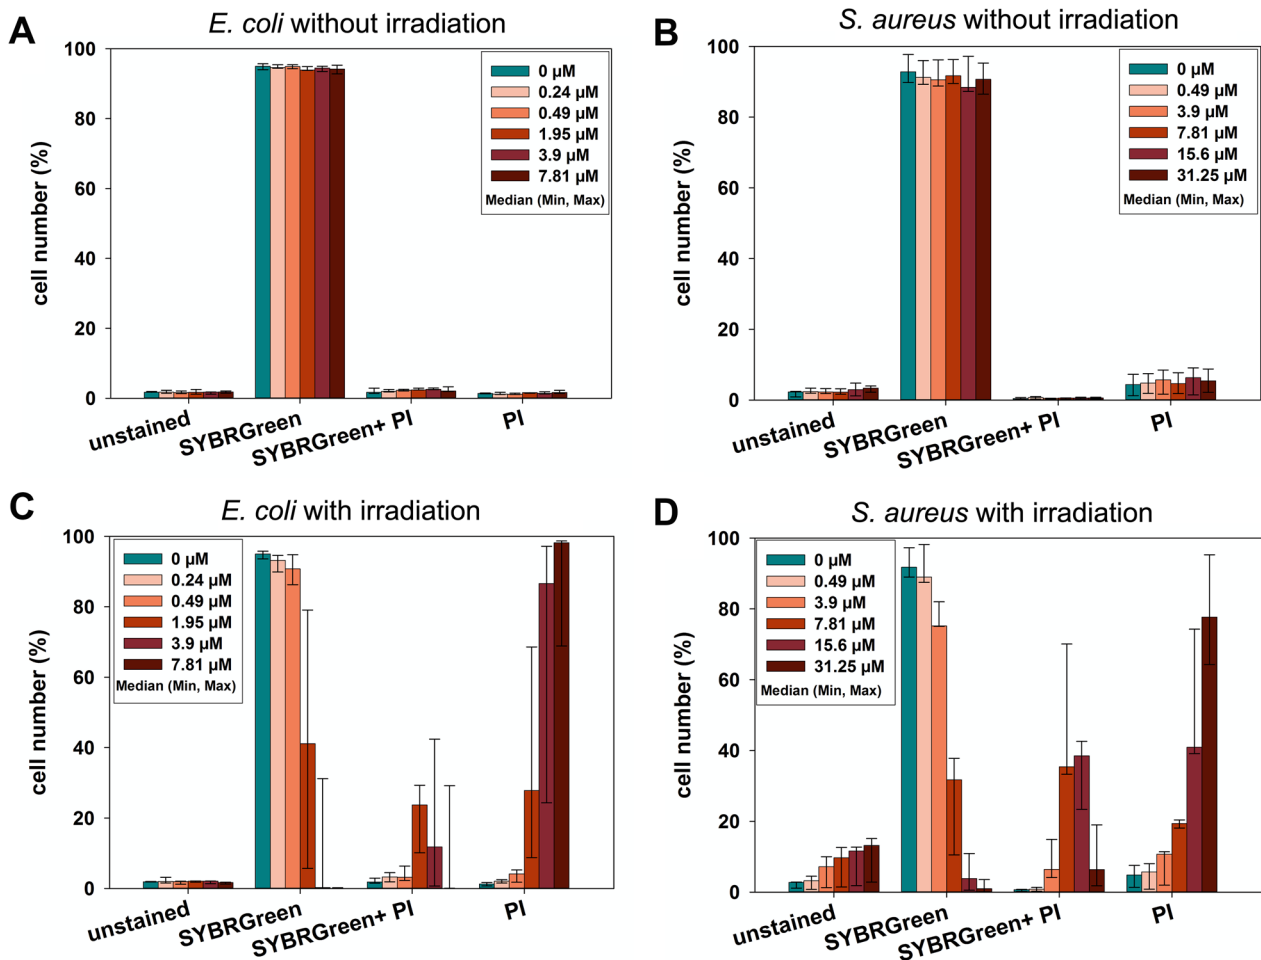 A
E. coli without irradiation
100
80
60
40
20
0
cell number (%)
0 µM
0.24 µM
0.49 µM
1.95 µM
3.9 µM
7.81 µM
Median (Min, Max)
unstained
SYBRGreen
SYBRGreen+ PI
PI
B
S. aureus without irradiation
100
80
60
40
20
0
cell number (%)
0 µM
0.49 µM
3.9 µM
7.81 µM
15.6 µM
31.25 µM
Median (Min, Max)
unstained
SYBRGreen
SYBRGreen+ PI
PI
C
E. coli with irradiation
100
80
60
40
20
0
cell number (%)
0 µM
0.24 µM
0.49 µM
1.95 µM
3.9 µM
7.81 µM
Median (Min, Max)
unstained
SYBRGreen
SYBRGreen+ PI
PI
D
S. aureus with irradiation
100
80
60
40
20
0
cell number (%)
0 µM
0.49 µM
3.9 µM
7.81 µM
15.6 µM
31.25 µM
Median (Min, Max)
unstained
SYBRGreen
SYBRGreen+ PI
PI